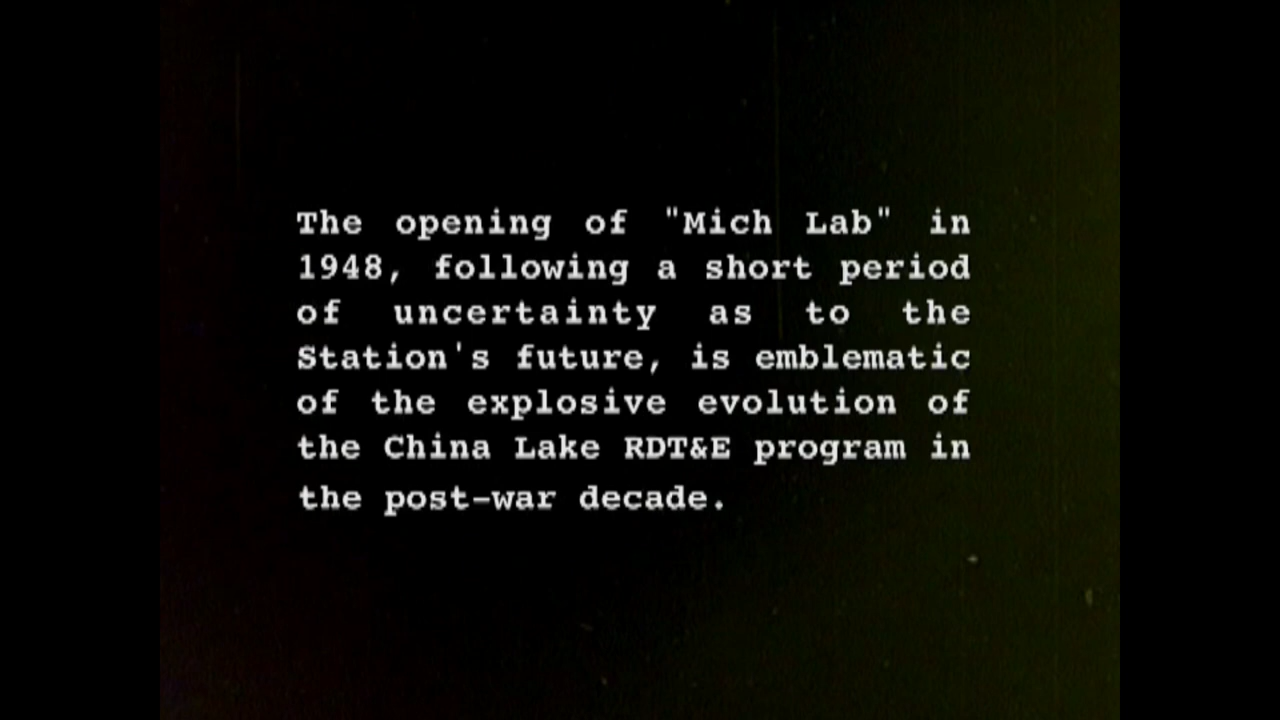 The opening of "Mich Lab" in
1948, following a short period
of uncertainty as to the
Station's future, is emblematic
of the explosive evolution of
the China Lake RDT&E program in
the post-war decade.